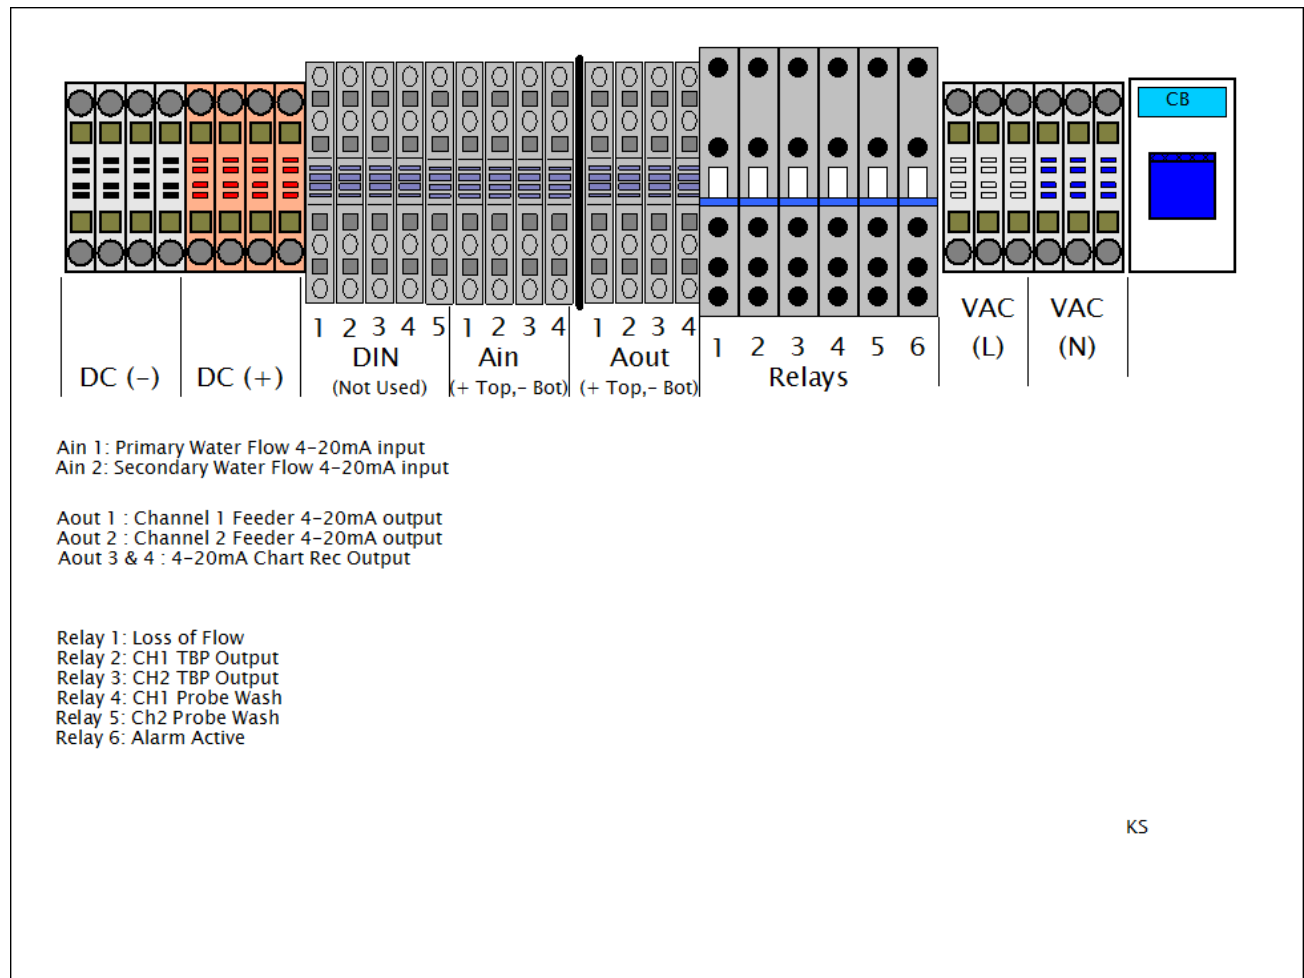 CB
1 2 3 4 5 1 2 3 4 1 2 3 4 1 2 3 4 5 6
DIN Ain Aout Relays
(Not Used) (+ Top,- Bot) (+ Top,- Bot)
DC (-) DC (+)
VAC VAC
(L) (N)
Ain 1: Primary Water Flow 4-20mA input
Ain 2: Secondary Water Flow 4-20mA input
Aout 1 : Channel 1 Feeder 4-20mA output
Aout 2 : Channel 2 Feeder 4-20mA output
Aout 3 & 4 : 4-20mA Chart Rec Output
Relay 1: Loss of Flow
Relay 2: CH1 TBP Output
Relay 3: CH2 TBP Output
Relay 4: CH1 Probe Wash
Relay 5: Ch2 Probe Wash
Relay 6: Alarm Active
KS